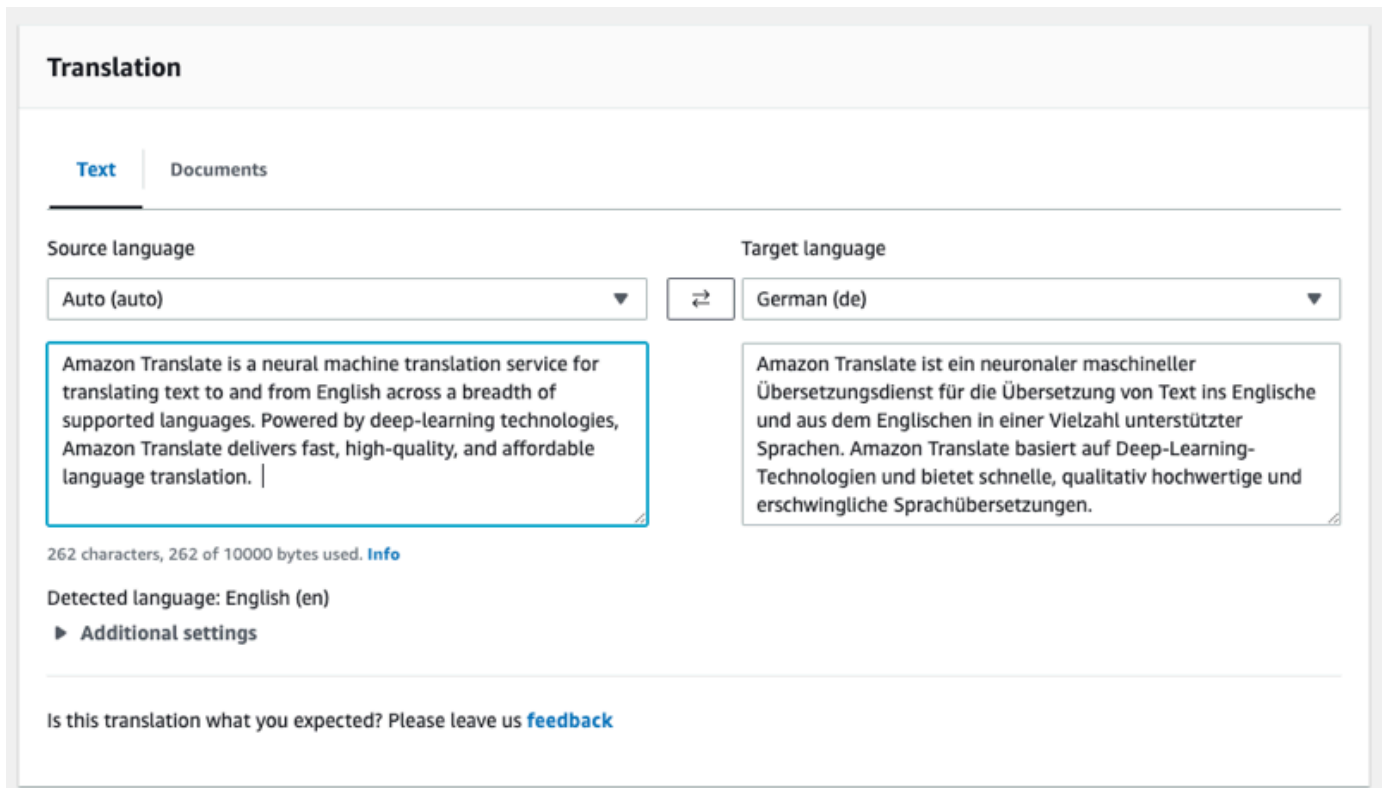 Translation
Text
Documents
Source language
Target language
Auto (auto)
German (de)
Amazon Translate is a neural machine translation service for
translating text to and from English across a breadth of
supported languages. Powered by deep-learning technologies,
Amazon Translate delivers fast, high-quality, and affordable
language translation.
Amazon Translate ist ein neuronaler maschineller
Übersetzungsdienst für die Übersetzung von Text ins Englische
und aus dem Englischen in einer Vielzahl unterstützter
Sprachen. Amazon Translate basiert auf Deep-Learning-
Technologien und bietet schnelle, qualitativ hochwertige und
erschwingliche Sprachübersetzungen.
262 characters, 262 of 10000 bytes used. Info
Detected language: English (en)
Additional settings
Is this translation what you expected? Please leave us feedback